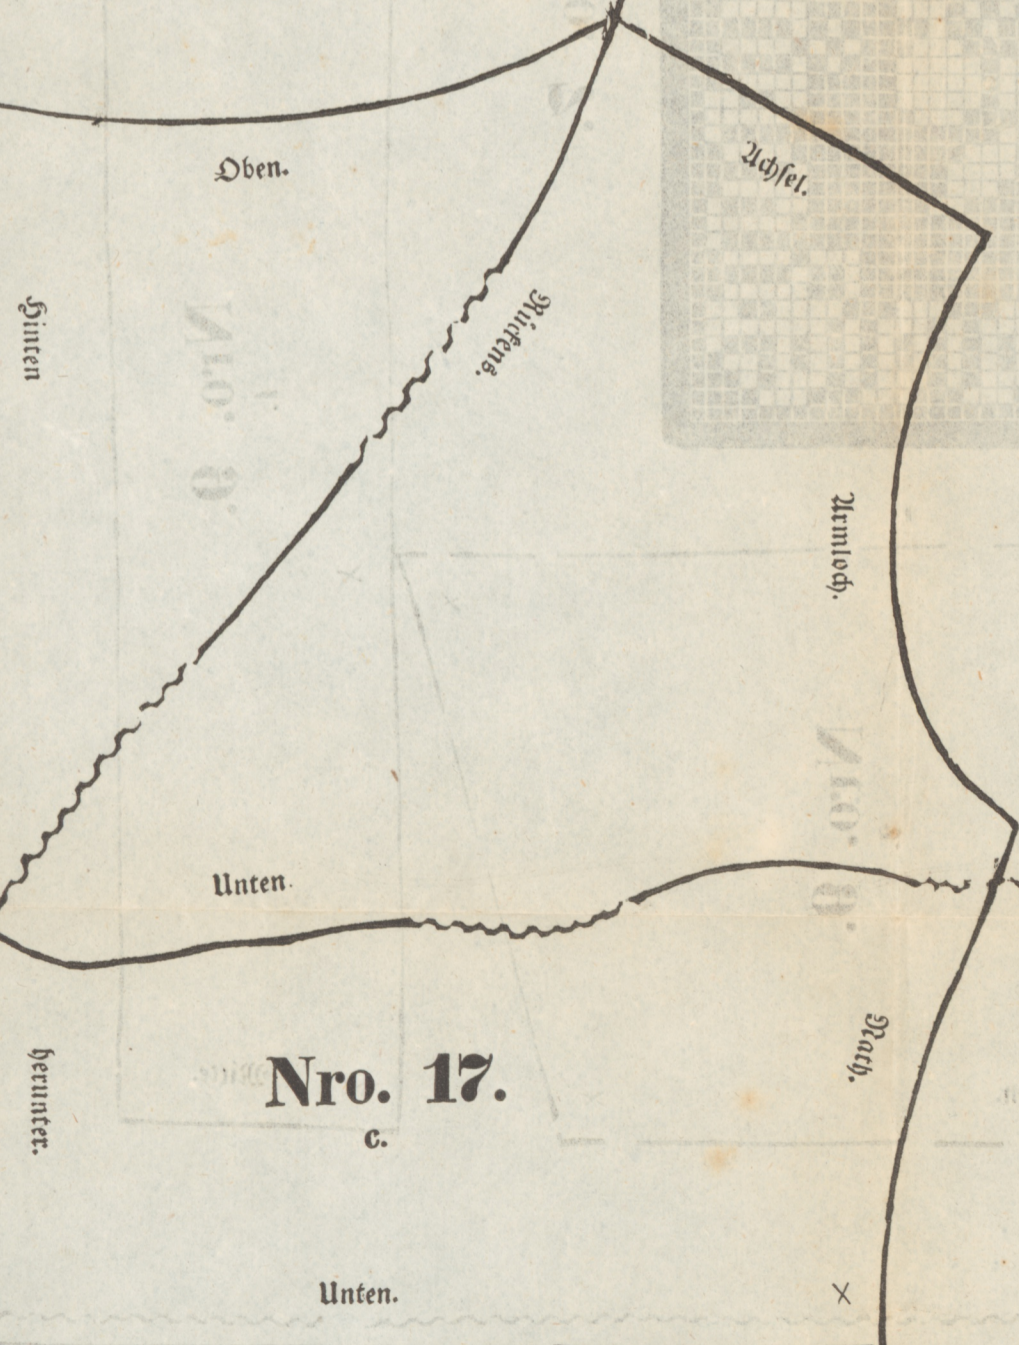 Oben.
Achsel.
Hinten
Rückens.
Armloch.
Unten.
Nath.
herunter.
Nro. 17.
c.
Unten.
×